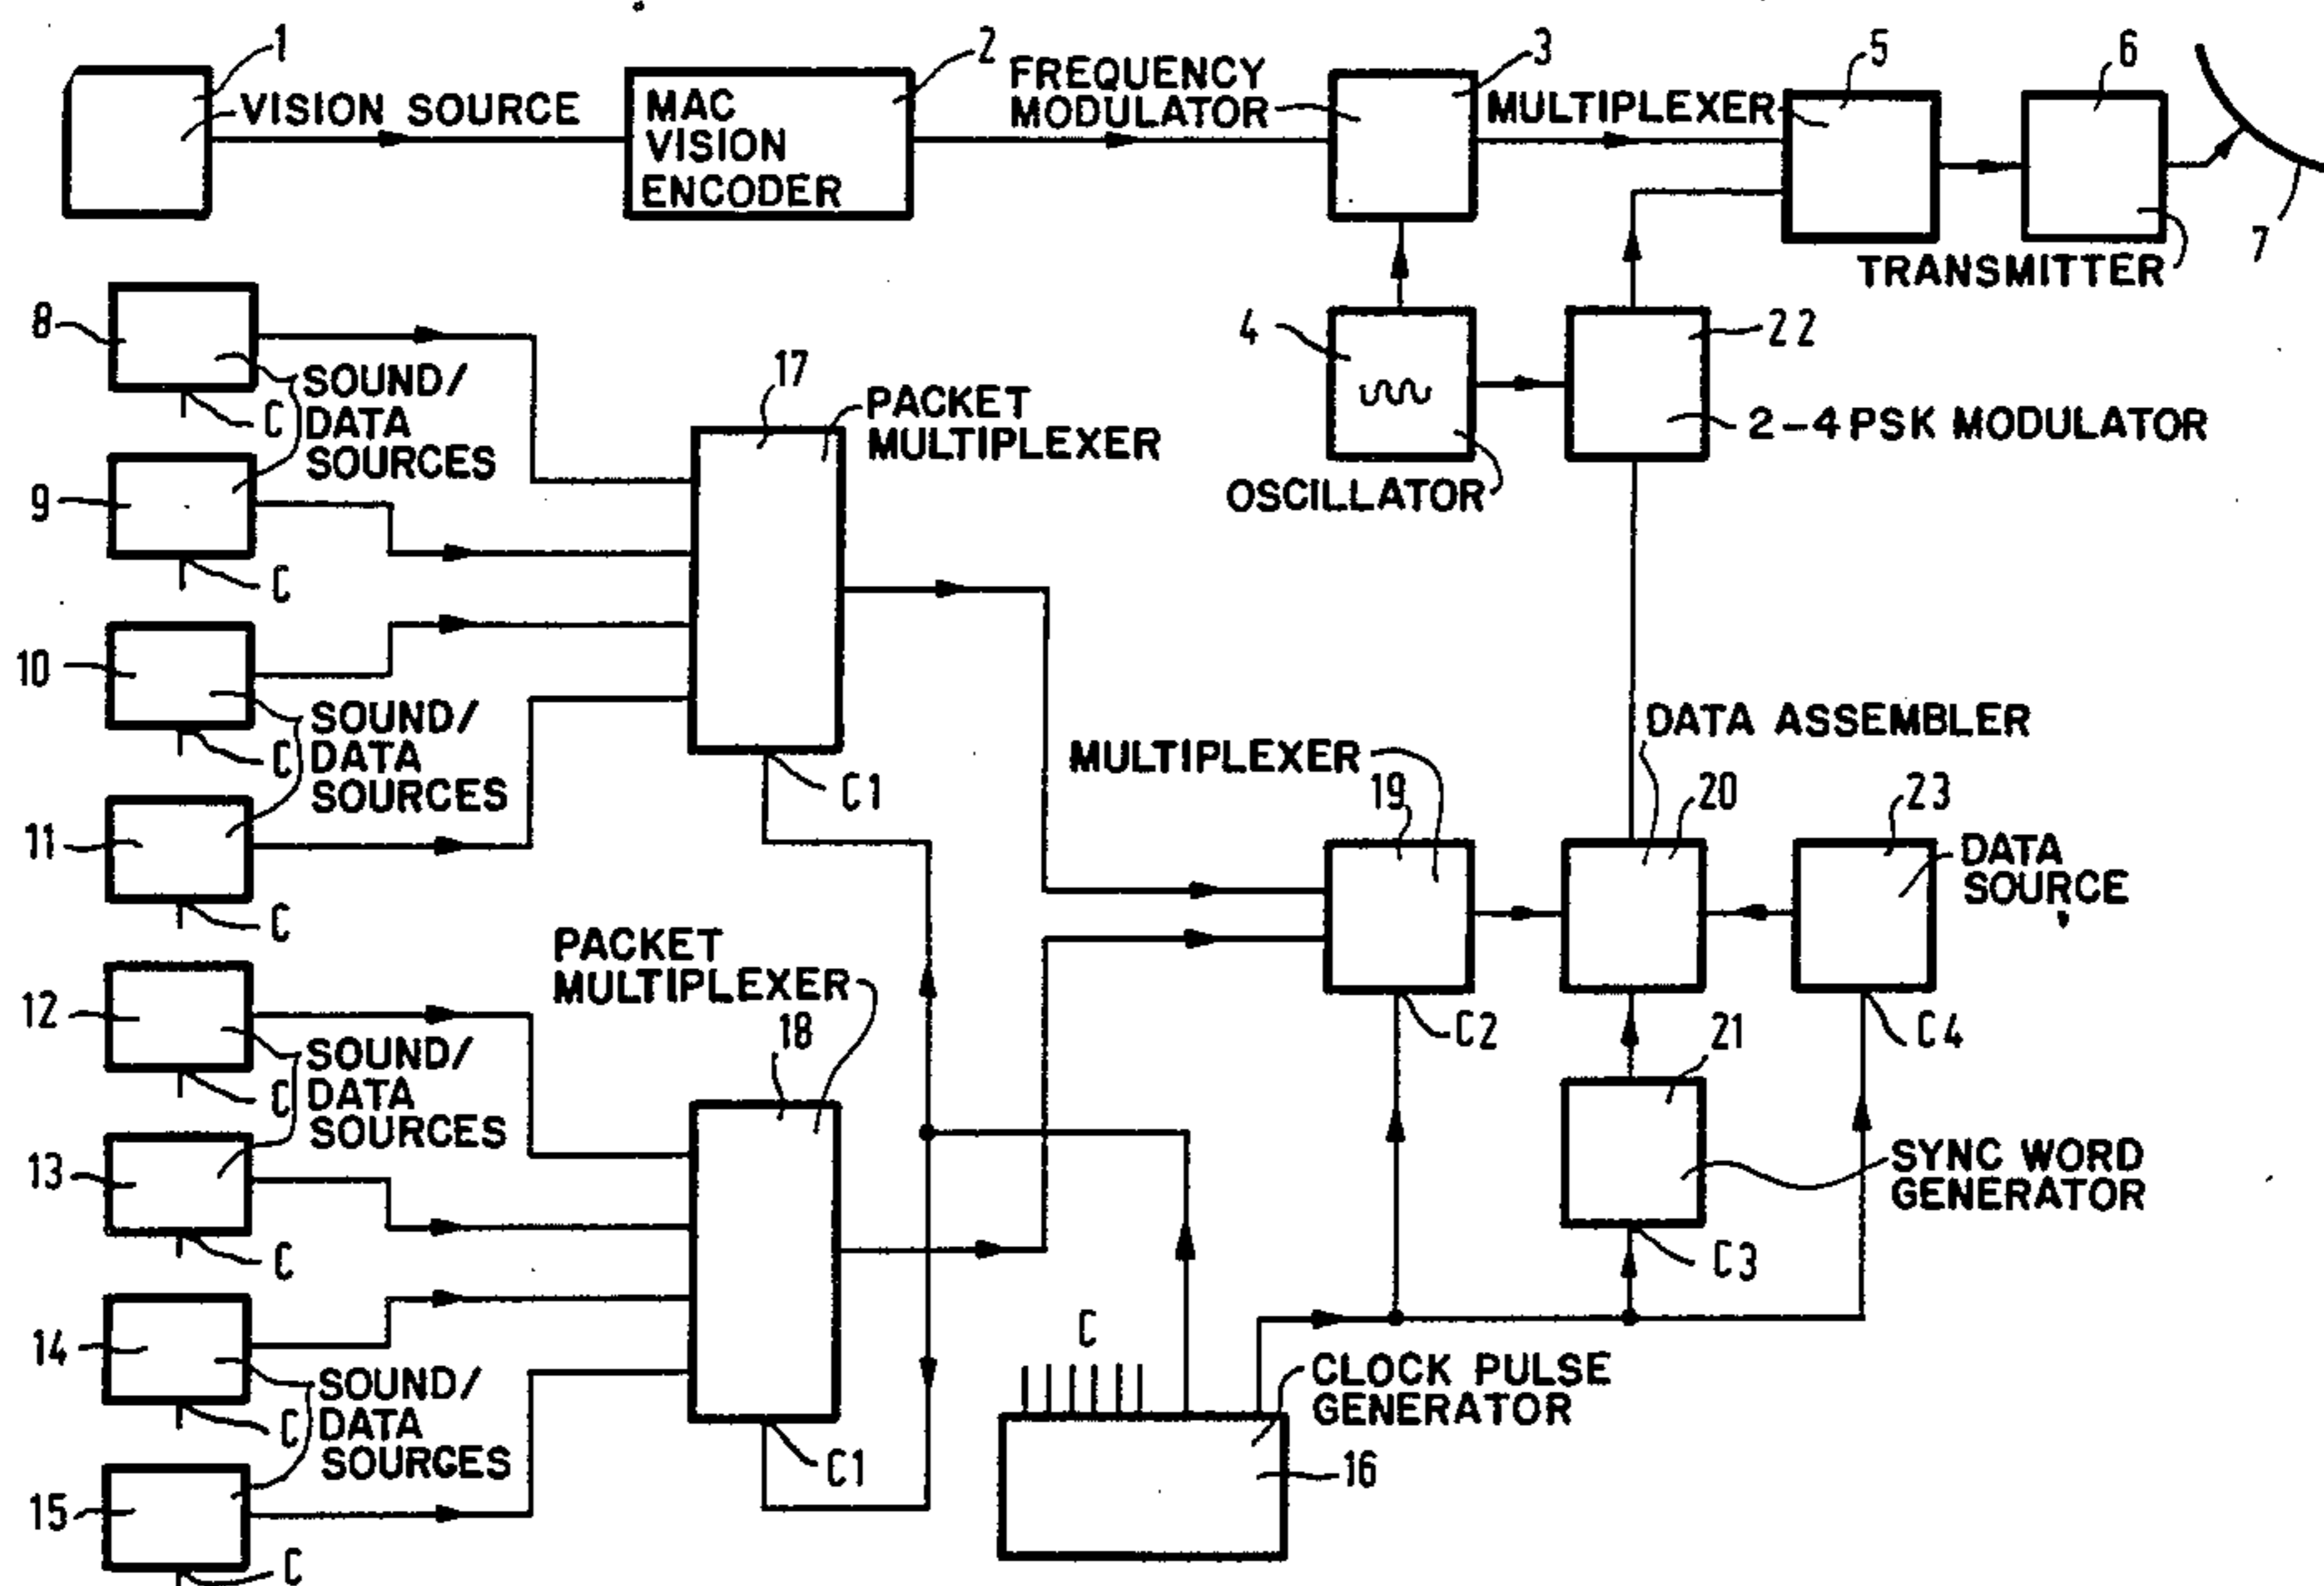 1
VISION SOURCE
MAC
VISION
ENCODER
2
FREQUENCY
MODULATOR
3
MULTIPLEXER
5
6
TRANSMITTER
7
8
C
SOUND/
DATA
SOURCES
9
C
10
C
SOUND/
DATA
SOURCES
11
C
17
PACKET
MULTIPLEXER
C1
4
OSCILLATOR
22
2-4 PSK MODULATOR
12
C
SOUND/
DATA
SOURCES
13
C
14
C
SOUND/
DATA
SOURCES
15
C
PACKET
MULTIPLEXER
18
C1
MULTIPLEXER
19
C2
DATA ASSEMBLER
20
23
DATA
SOURCE
C4
21
SYNC WORD
GENERATOR
C3
C
CLOCK PULSE
GENERATOR
16